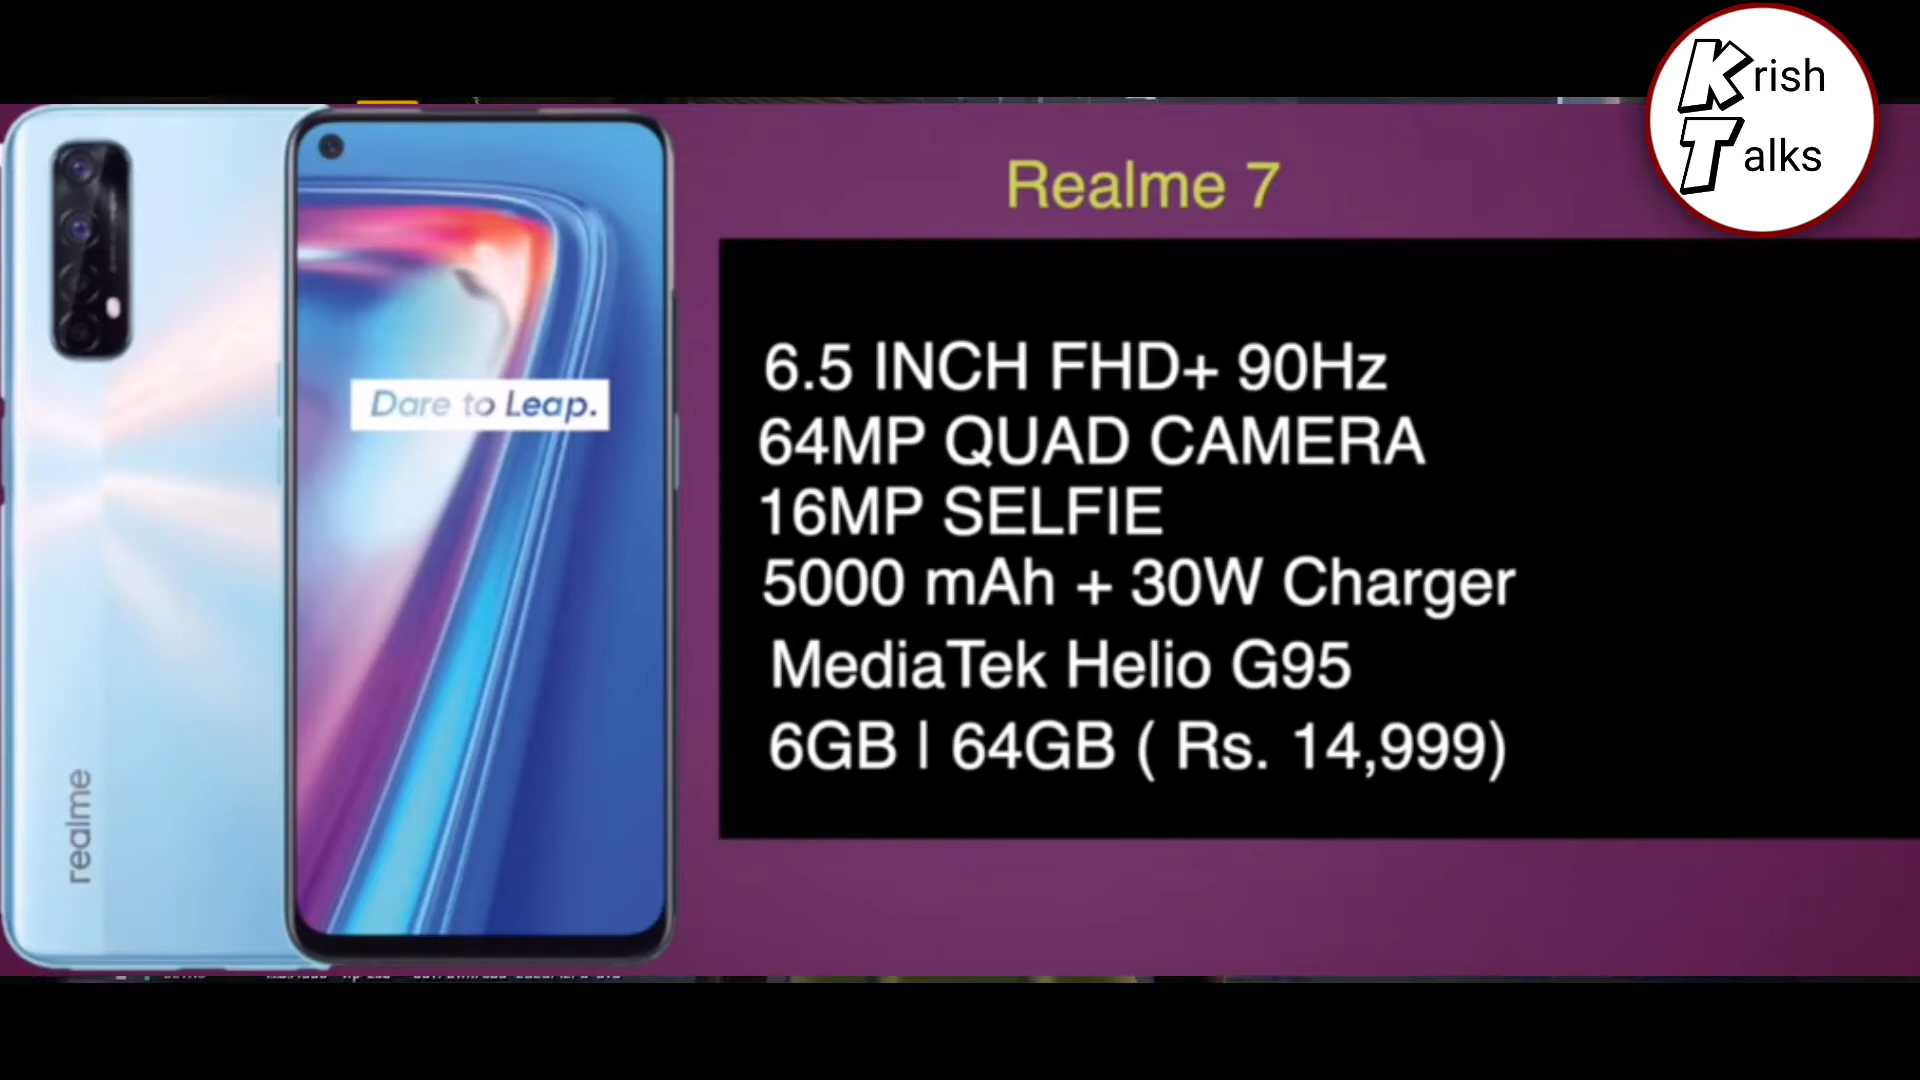 Krish
Talks
Realme 7
6.5 INCH FHD+ 90Hz
64MP QUAD CAMERA
16MP SELFIE
5000 mAh + 30W Charger
MediaTek Helio G95
6GB | 64GB ( Rs. 14,999)
Dare to Leap.
realme